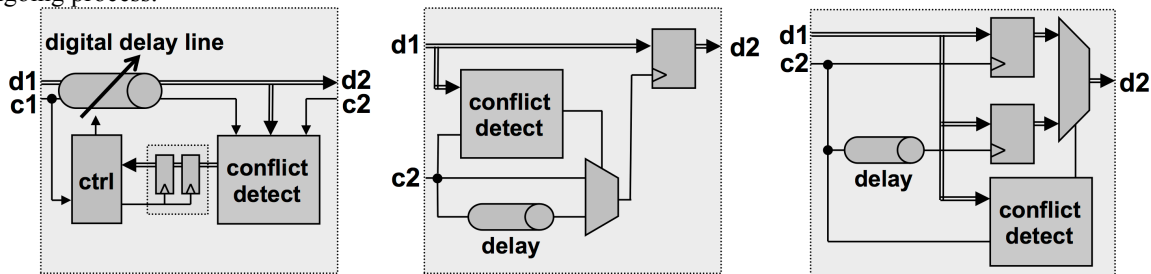 going process.
digital delay line
d1
c1
d2
c2
ctrl
conflict
detect
d1
c2
conflict
detect
delay
d2
d1
c2
delay
conflict
detect
d2